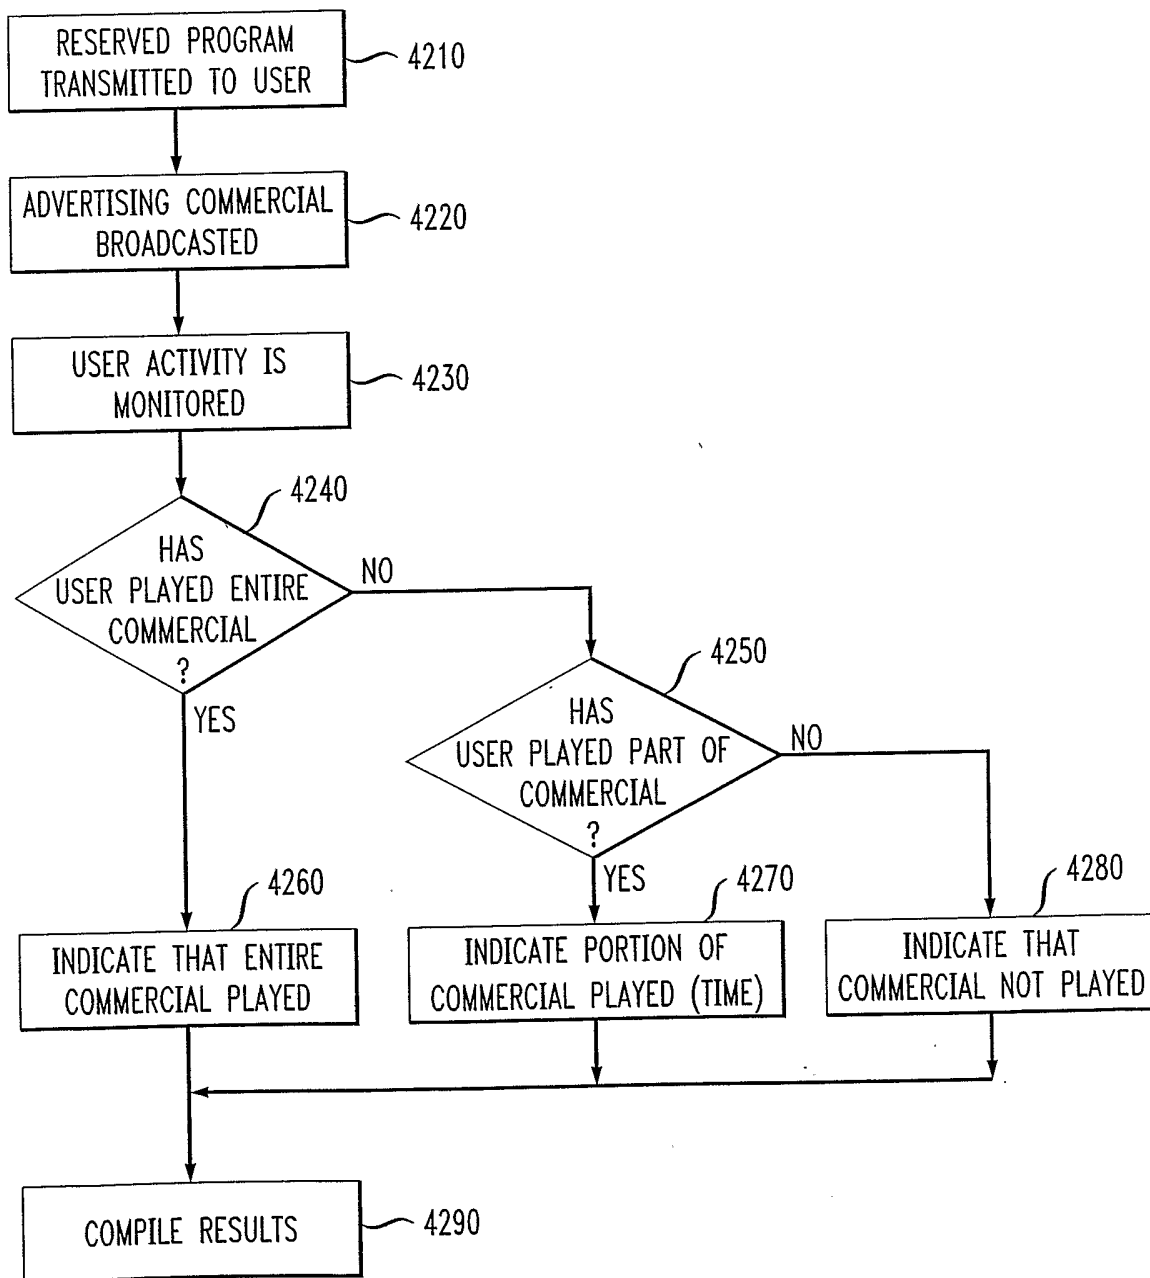 RESERVED PROGRAM
TRANSMITTED TO USER
4210
ADVERTISING COMMERCIAL
BROADCASTED
4220
USER ACTIVITY IS
MONITORED
4230
4240
HAS
USER PLAYED ENTIRE
COMMERCIAL
?
NO
YES
4250
HAS
USER PLAYED PART OF
COMMERCIAL
?
NO
YES
4260
INDICATE THAT ENTIRE
COMMERCIAL PLAYED
4270
INDICATE PORTION OF
COMMERCIAL PLAYED (TIME)
4280
INDICATE THAT
COMMERCIAL NOT PLAYED
COMPILE RESULTS
4290